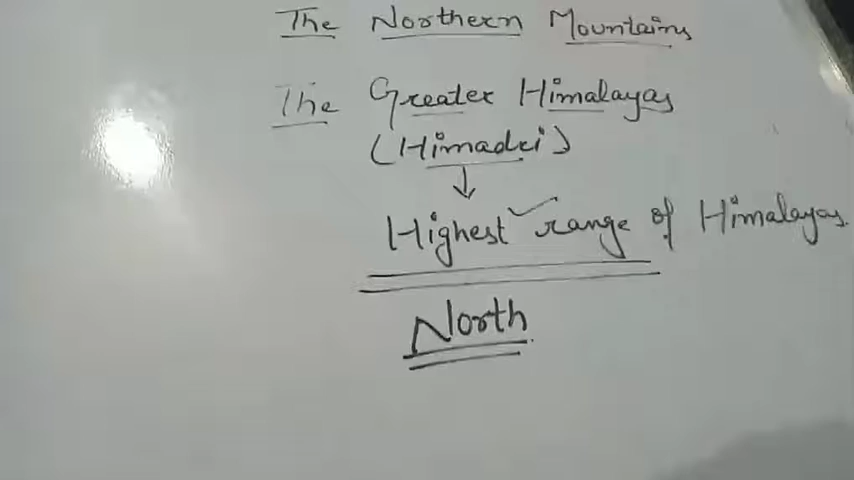 The Northern Mountains
The Greater Himalayas
(Himadri)
↓
Highest range of Himalayas.
North